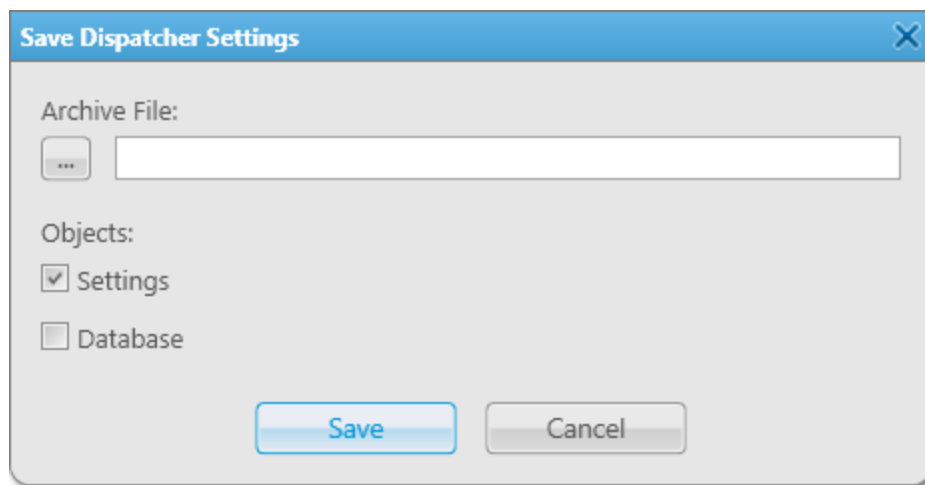 Save Dispatcher Settings
Archive File:
...
Objects:
Settings
Database
Save Cancel